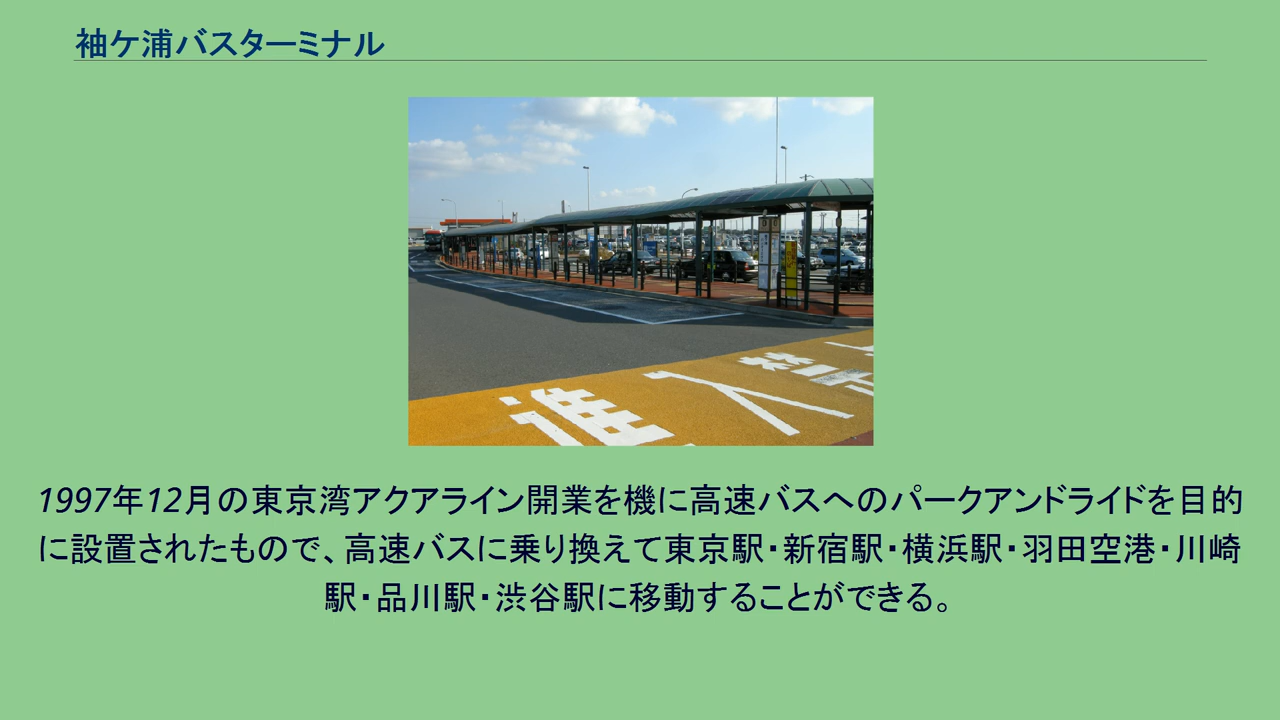 袖ケ浦バスターミナル
進入禁止
1997年12月の東京湾アクアライン開業を機に高速バスへのパークアンドライドを目的
に設置されたもので、高速バスに乗り換えて東京駅・新宿駅・横浜駅・羽田空港・川崎
駅・品川駅・渋谷駅に移動することができる。